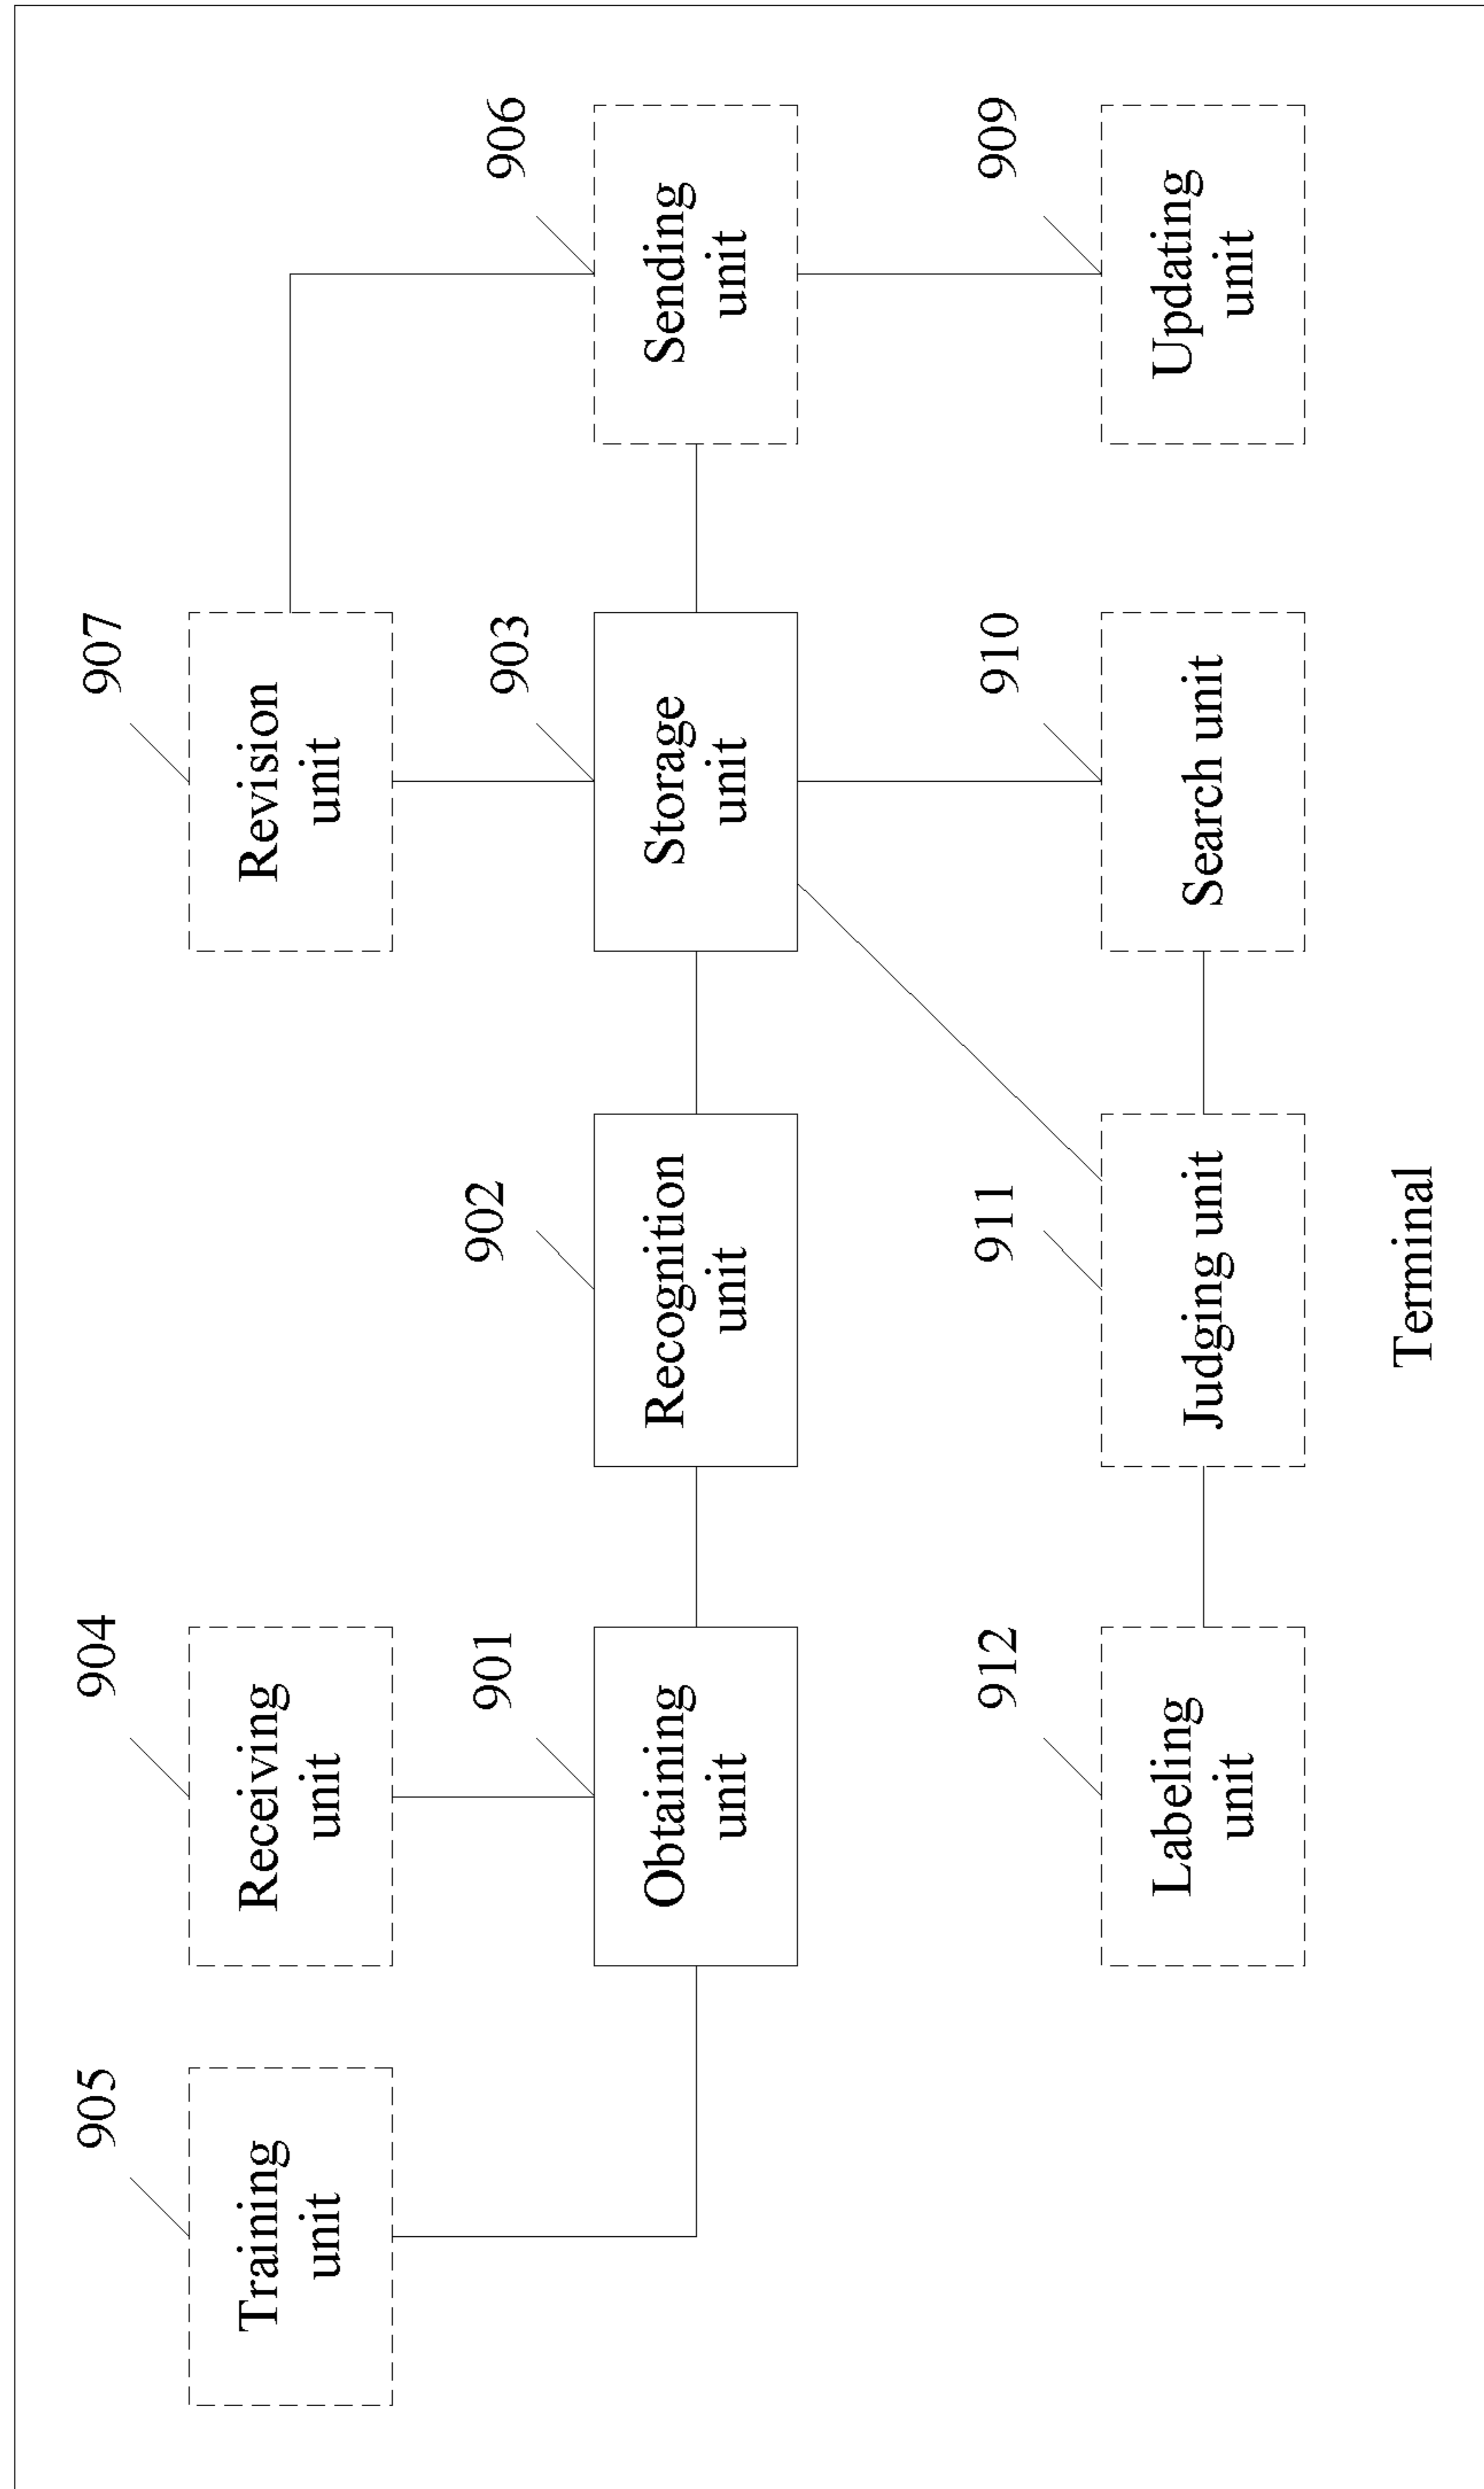 905
Training
unit
904
Receiving
unit
907
Revision
unit
901
Obtaining
unit
902
Recognition
unit
903
Storage
unit
906
Sending
unit
912
Labeling
unit
911
Judging unit
910
Search unit
909
Updating
unit
Terminal